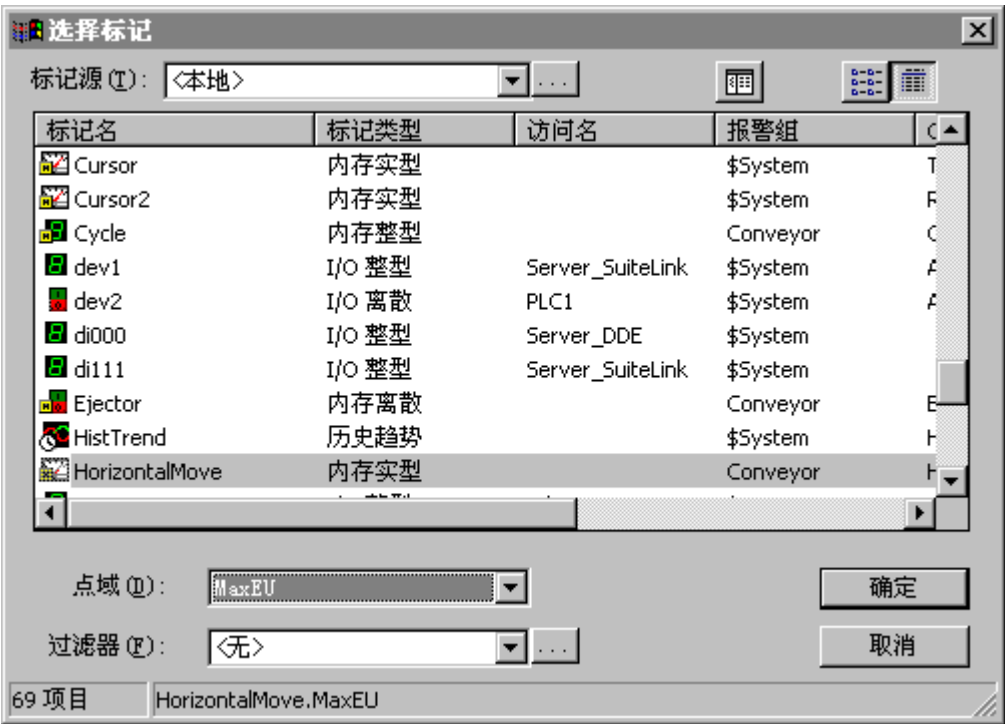 选择标记
标记源(T): <本地> ...
标记名 标记类型 访问名 报警组
Cursor 内存实型 $System
Cursor2 内存实型 $System
Cycle 内存整型 Conveyor
dev1 I/O 整型 Server_SuiteLink $System
dev2 I/O 离散 PLC1 $System
di000 I/O 整型 Server_DDE $System
di111 I/O 整型 Server_SuiteLink $System
Ejector 内存离散 Conveyor
HistTrend 历史趋势 $System
HorizontalMove 内存实型 Conveyor
点域(D): MaxEU 确定
过滤器(F): <无> ... 取消
69 项目 HorizontalMove.MaxEU